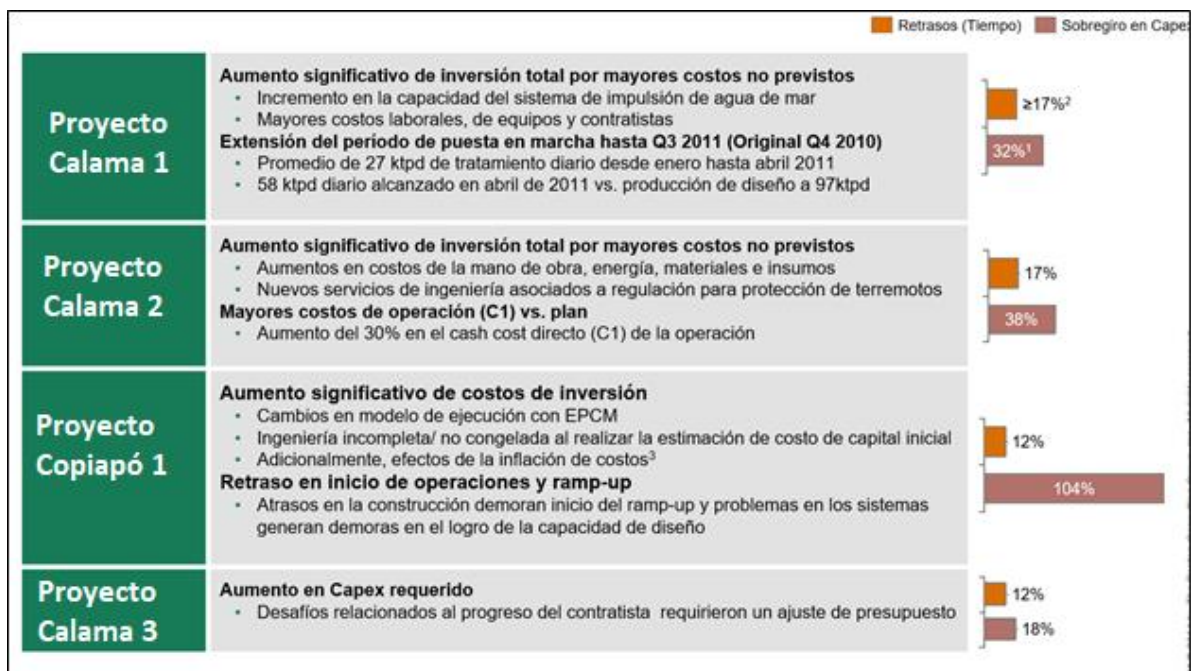 Retrasos (Tiempo) Sobregiro en Capex
Proyecto
Calama 1
Aumento significativo de inversión total por mayores costos no previstos
• Incremento en la capacidad del sistema de impulsión de agua de mar
• Mayores costos laborales, de equipos y contratistas
Extensión del período de puesta en marcha hasta Q3 2011 (Original Q4 2010)
• Promedio de 27 ktpd de tratamiento diario desde enero hasta abril 2011
• 58 ktpd diario alcanzado en abril de 2011 vs. producción de diseño a 97ktpd
≥17%²
32%¹
Proyecto
Calama 2
Aumento significativo de inversión total por mayores costos no previstos
• Aumentos en costos de la mano de obra, energía, materiales e insumos
• Nuevos servicios de ingeniería asociados a regulación para protección de terremotos
Mayores costos de operación (C1) vs. plan
• Aumento del 30% en el cash cost directo (C1) de la operación
17%
38%
Proyecto
Copiapó 1
Aumento significativo de costos de inversión
• Cambios en modelo de ejecución con EPCM
• Ingeniería incompleta/ no congelada al realizar la estimación de costo de capital inicial
• Adicionalmente, efectos de la inflación de costos³
Retraso en inicio de operaciones y ramp-up
• Atrasos en la construcción demoran inicio del ramp-up y problemas en los sistemas
generan demoras en el logro de la capacidad de diseño
12%
104%
Proyecto
Calama 3
Aumento en Capex requerido
• Desafíos relacionados al progreso del contratista requirieron un ajuste de presupuesto
12%
18%